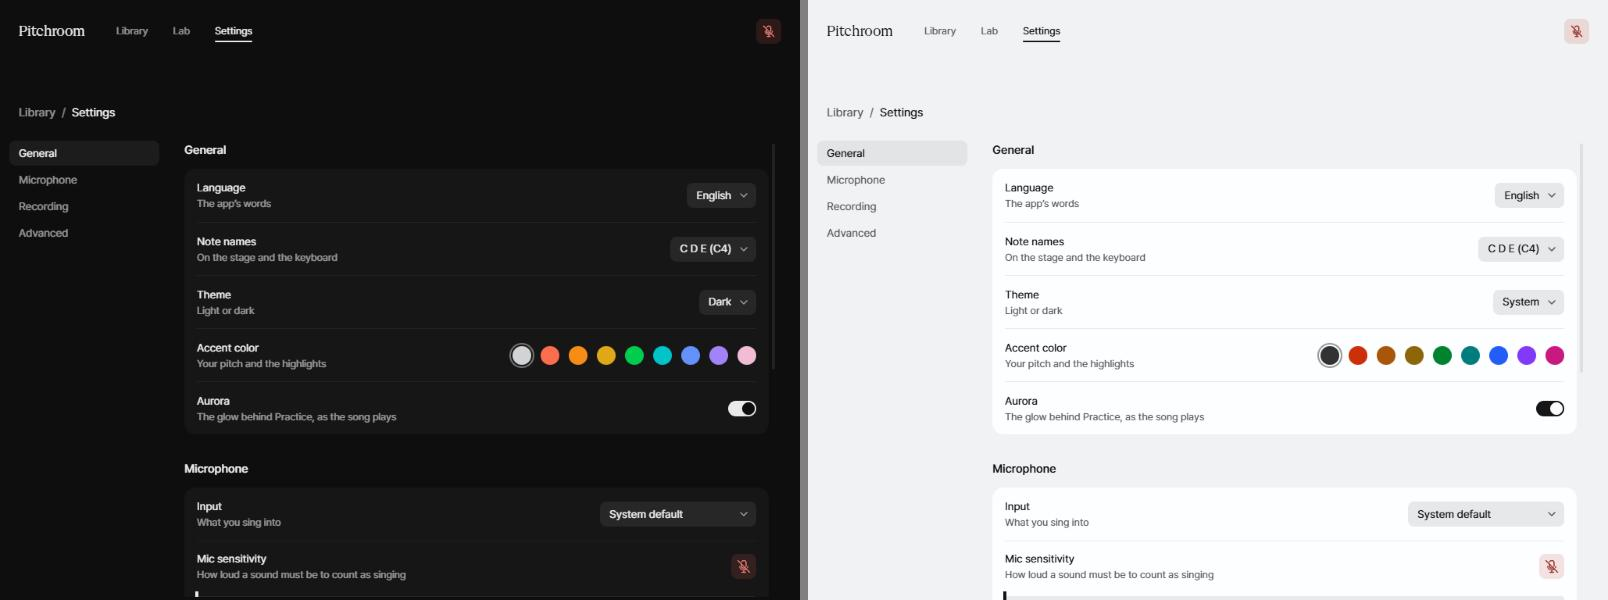 Pitchroom Library Lab Settings
Library / Settings
General
Microphone
Recording
Advanced
General
Language
The app's words
English
Note names
On the stage and the keyboard
C D E (C4)
Theme
Light or dark
Dark
Accent color
Your pitch and the highlights
Aurora
The glow behind Practice, as the song plays
Microphone
Input
What you sing into
System default
Mic sensitivity
How loud a sound must be to count as singing
Pitchroom Library Lab Settings
Library / Settings
General
Microphone
Recording
Advanced
General
Language
The app's words
English
Note names
On the stage and the keyboard
C D E (C4)
Theme
Light or dark
System
Accent color
Your pitch and the highlights
Aurora
The glow behind Practice, as the song plays
Microphone
Input
What you sing into
System default
Mic sensitivity
How loud a sound must be to count as singing